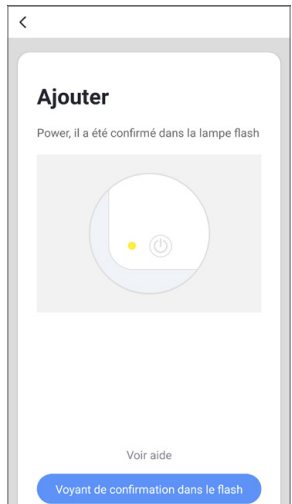 Ajouter
Power, il a été confirmé dans la lampe flash
Voir aide
Voyant de confirmation dans le flash